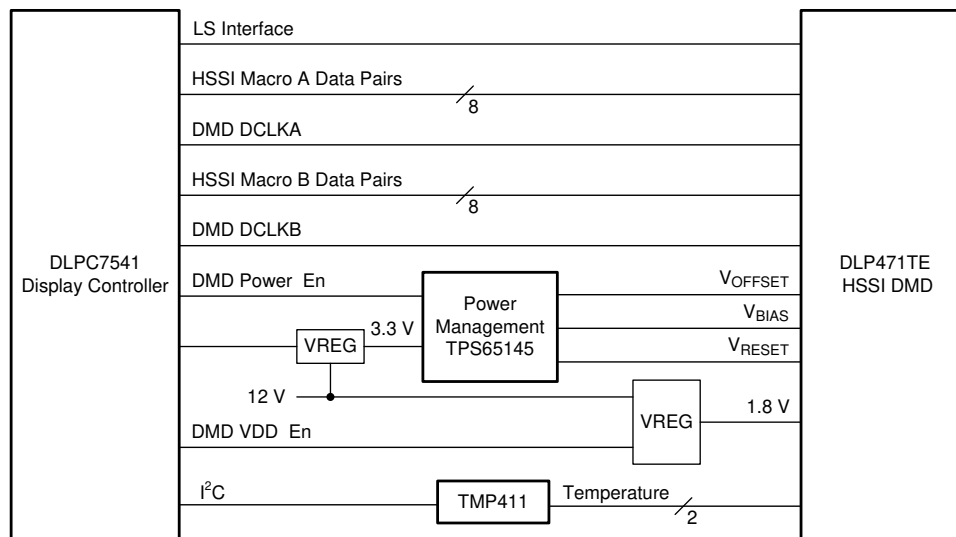 LS Interface
HSSI Macro A Data Pairs
8
DMD DCLKA
HSSI Macro B Data Pairs
8
DMD DCLKB
DLPC7541
Display Controller
DMD Power En
Power
Management
TPS65145
VOFFSET
VBIAS
VRESET
DLP471TE
HSSI DMD
3.3 V
VREG
12 V
VREG
1.8 V
DMD VDD En
I²C
TMP411
Temperature
2